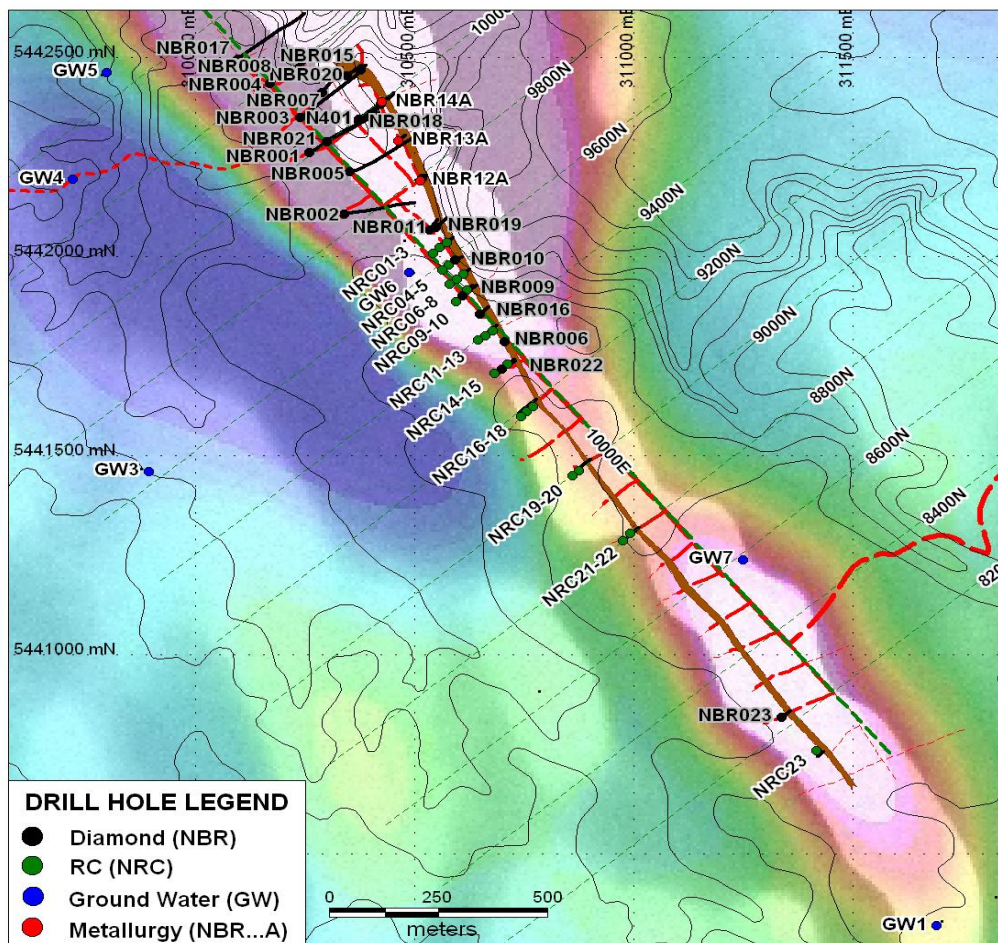 5442500 mN
310500 mE
311000 mE
311500 mE
10000
9800N
9600N
9400N
9200N
9000N
8800N
8600N
8400N
NBR017
NBR008
NBR004
NBR015
NBR020
NBR007
NBR14A
NBR003
N401
NBR018
NBR021
NBR13A
NBR001
NBR005
NBR12A
NBR002
NBR011
NBR019
GW5
GW4
5442000 mN
NRC01-3
GW6
NBR010
NRC04-5
NBR009
NRC06-8
NBR016
NRC09-10
NBR006
NRC11-13
NBR022
NRC14-15
5441500 mN
GW3
NRC16-18
10000E
NRC19-20
NRC21-22
GW7
5441000 mN
NBR023
NRC23
GW1
DRILL HOLE LEGEND
Diamond (NBR)
RC (NRC)
Ground Water (GW)
Metallurgy (NBR...A)
0 250 500
meters